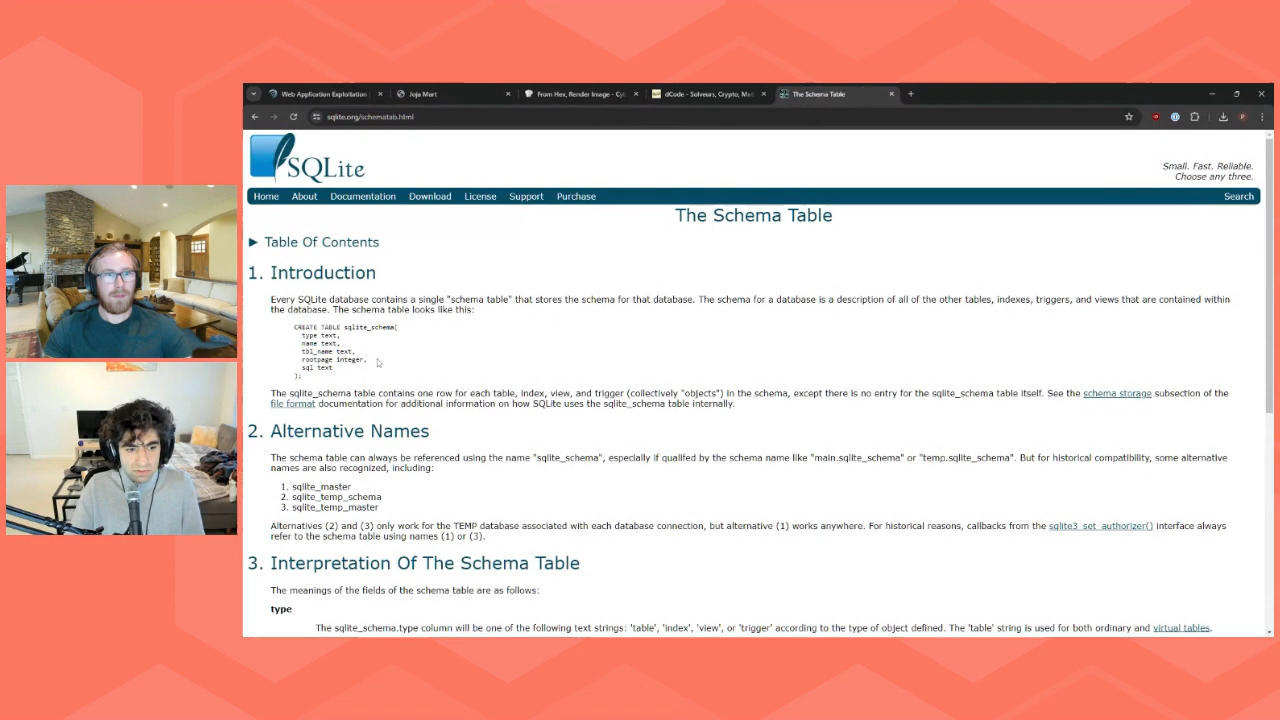 Web Application Exploitation
Joja Mart
From Hex, Render Image - Cy
dCode - Solveurs, Crypto, Mat
The Schema Table
sqlite.org/schematab.html
SQLite
Small. Fast. Reliable.
Choose any three.
Home About Documentation Download License Support Purchase Search
The Schema Table
► Table Of Contents
1. Introduction
Every SQLite database contains a single "schema table" that stores the schema for that database. The schema for a database is a description of all of the other tables, indexes, triggers, and views that are contained within
the database. The schema table looks like this:
CREATE TABLE sqlite_schema(
type text,
name text,
tbl_name text,
rootpage integer,
sql text
);
The sqlite_schema table contains one row for each table, index, view, and trigger (collectively "objects") in the schema, except there is no entry for the sqlite_schema table itself. See the schema storage subsection of the
file format documentation for additional information on how SQLite uses the sqlite_schema table internally.
2. Alternative Names
The schema table can always be referenced using the name "sqlite_schema", especially if qualifed by the schema name like "main.sqlite_schema" or "temp.sqlite_schema". But for historical compatibility, some alternative
names are also recognized, including:
1. sqlite_master
2. sqlite_temp_schema
3. sqlite_temp_master
Alternatives (2) and (3) only work for the TEMP database associated with each database connection, but alternative (1) works anywhere. For historical reasons, callbacks from the sqlite3_set_authorizer() interface always
refer to the schema table using names (1) or (3).
3. Interpretation Of The Schema Table
The meanings of the fields of the schema table are as follows:
type
The sqlite_schema.type column will be one of the following text strings: 'table', 'index', 'view', or 'trigger' according to the type of object defined. The 'table' string is used for both ordinary and virtual tables.